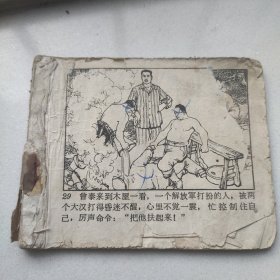 29 曾泰来到木屋一看，一个解放军打扮的人，被两
个大汉打得昏迷不醒，心里不觉一震，忙控制住自
己，厉声命令：“把他扶起来！”